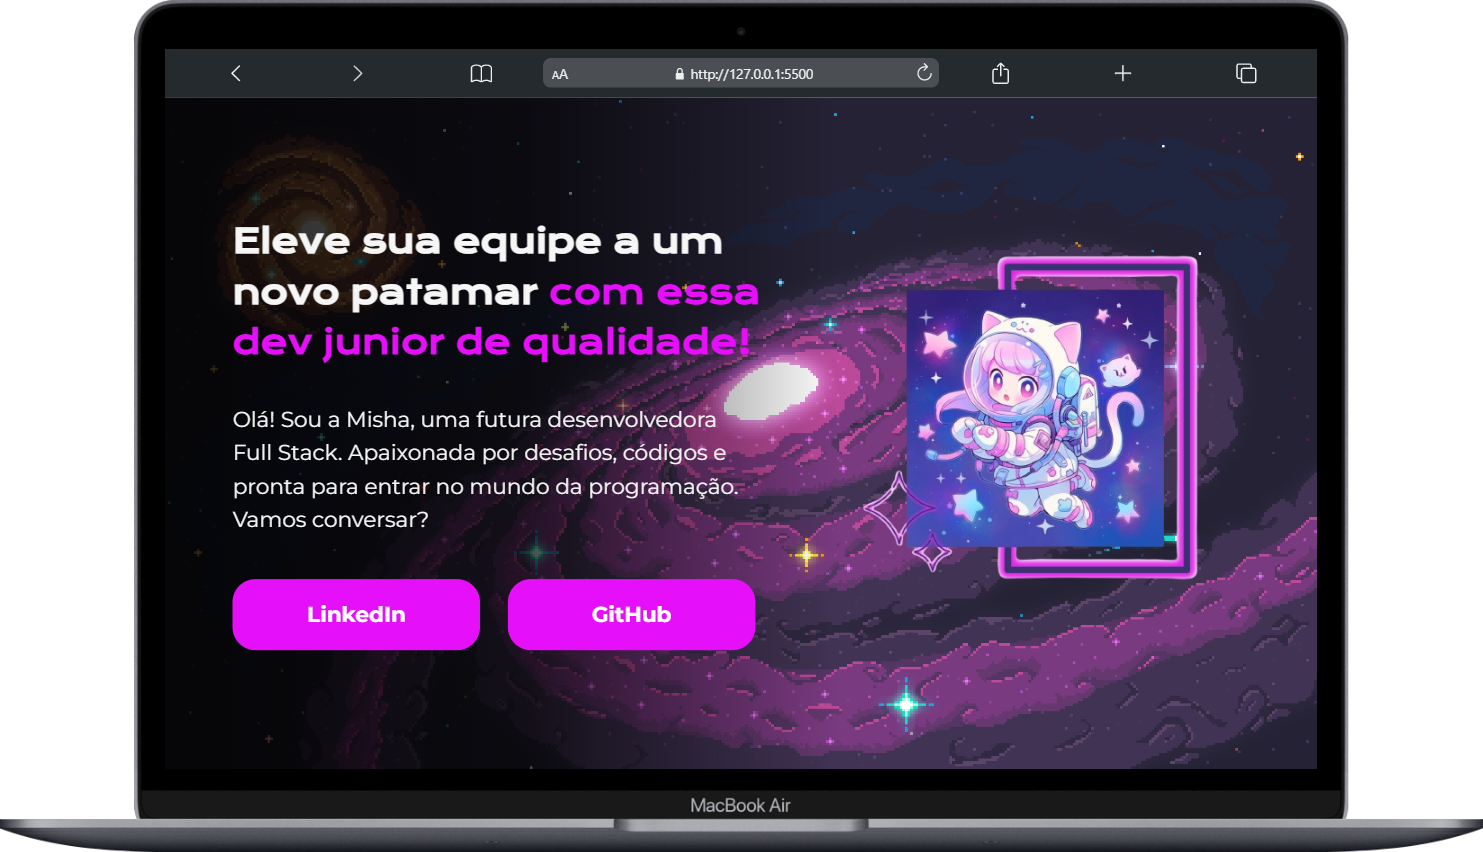 AA
http://127.0.0.1:5500
Eleve sua equipe a um
novo patamar com essa
dev junior de qualidade!
Olá! Sou a Misha, uma futura desenvolvedora
Full Stack. Apaixonada por desafios, códigos e
pronta para entrar no mundo da programação.
Vamos conversar?
LinkedIn
GitHub
MacBook Air